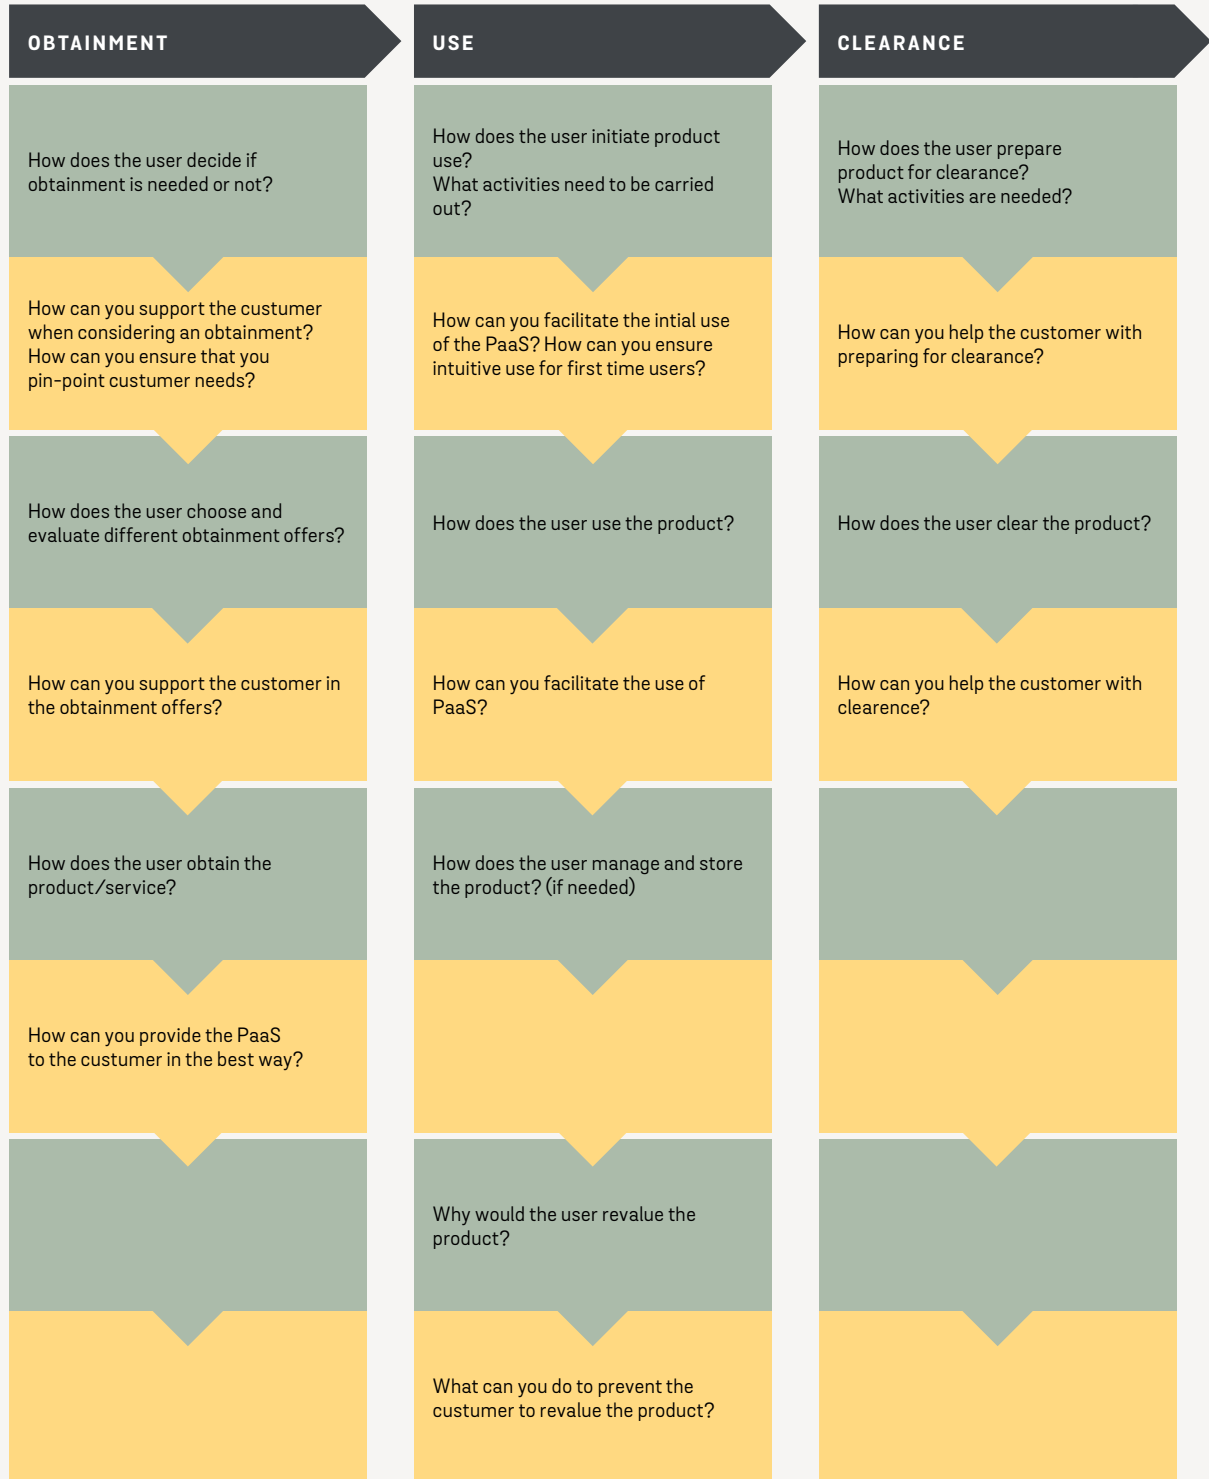 OBTAINMENT
How does the user decide if
obtainment is needed or not?
How can you support the custumer
when considering an obtainment?
How can you ensure that you
pin-point custumer needs?
How does the user choose and
evaluate different obtainment offers?
How can you support the customer in
the obtainment offers?
How does the user obtain the
product/service?
How can you provide the PaaS
to the custumer in the best way?
USE
How does the user initiate product
use?
What activities need to be carried
out?
How can you facilitate the intial use
of the PaaS? How can you ensure
intuitive use for first time users?
How does the user use the product?
How can you facilitate the use of
PaaS?
How does the user manage and store
the product? (if needed)
Why would the user revalue the
product?
What can you do to prevent the
custumer to revalue the product?
CLEARANCE
How does the user prepare
product for clearance?
What activities are needed?
How can you help the customer with
preparing for clearance?
How does the user clear the product?
How can you help the customer with
clearence?